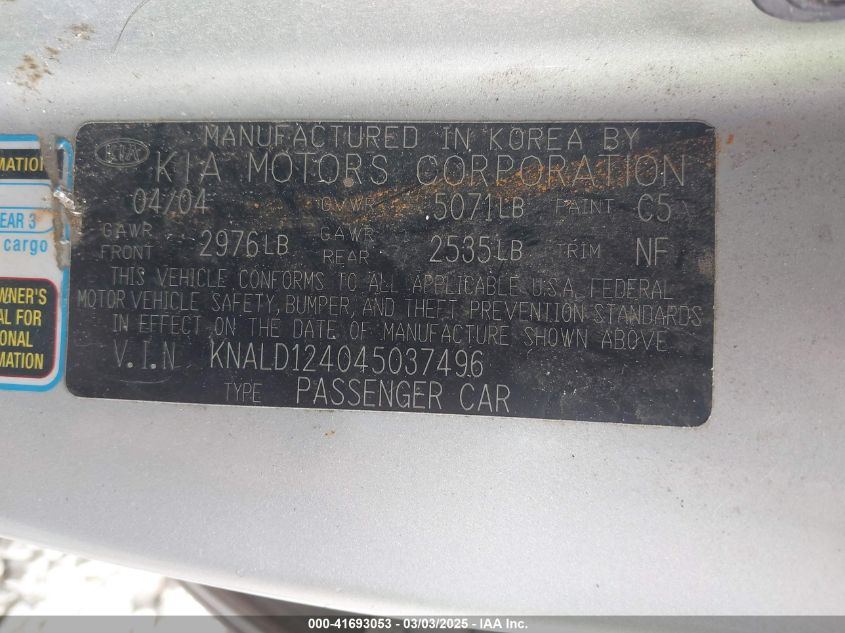 MANUFACTURED IN KOREA BY
KIA KIA MOTORS CORPORATION
04/04 GVWR 5071LB PAINT C5
GAWR FRONT 2976LB GAWR REAR 2535LB TRIM NF
THIS VEHICLE CONFORMS TO ALL APPLICABLE U.S.A. FEDERAL
MOTOR VEHICLE SAFETY, BUMPER, AND THEFT PREVENTION STANDARDS
IN EFFECT ON THE DATE OF MANUFACTURE SHOWN ABOVE.
V.I.N KNALD124045037496
TYPE PASSENGER CAR
MATION
EAR 3
cargo
WNER'S
AL FOR
ONAL
MATION
000-41693053 - 03/03/2025 - IAA Inc.